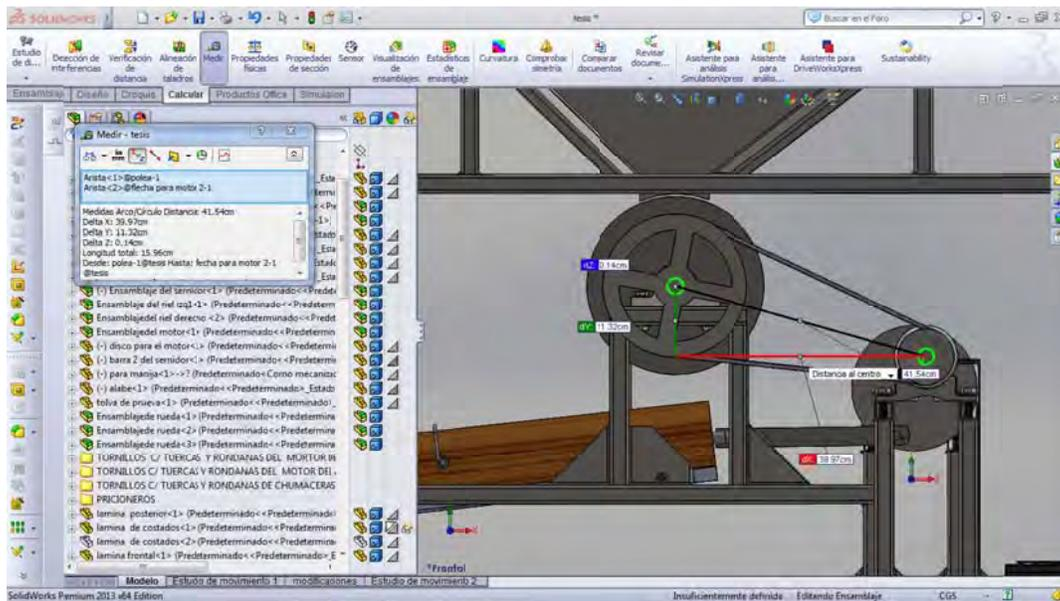 SOLIDWORKS
tesis *
Buscar en el Foro
Estudio de di...
Detección de interferencias
Verificación de distancia
Alineación de taladros
Medir
Propiedades físicas
Propiedades de sección
Sensor
Visualización de ensamblajes
Estadísticas de ensamblaje
Curvatura
Comprobar simetría
Comparar documentos
Revisar docume...
Asistente para análisis SimulationXpress
Asistente para análisis...
Asistente para DriveWorksXpress
Sustainability
Ensamblaje Diseño Croquis Calcular Productos Office Simulation
Medir - tesis
Arista<1>@polea-1
Arista<2>@flecha para motor 2-1
Medidas Arco/Círculo Distancia: 41.54cm
Delta X: 39.97cm
Delta Y: 11.32cm
Delta Z: 0.14cm
Longitud total: 15.96cm
Desde: polea-1@tesis Hasta: fecha para motor 2-1
@tesis
(-) Ensamblaje del semidor<1> (Predeterminado<<Predetermin
Ensamblaje del riel izq1<1> (Predeterminado<<Predeterm
Ensamblajedel riel derecho <2> (Predeterminado<<Predet
Ensamblajedel motor<1> (Predeterminado<<Predetermin
(-) disco para el motor<1> (Predeterminado<<Predetermi
(-) barra 2 del semidor<1> (Predeterminado<<Predetermi
(-) para manija<1>->? (Predeterminado<Como mecanizac
(-) alabe<1> (Predeterminado<<Predeterminado>_Estado
tolva de prueva<1> (Predeterminado<<Predeterminado>_
Ensamblajede rueda<1> (Predeterminado<<Predetermina
Ensamblajede rueda<2> (Predeterminado<<Predetermina
Ensamblajede rueda<3> (Predeterminado<<Predetermina
TORNILLOS C/ TUERCAS Y RONDANAS DEL MORTOR DE
TORNILLOS C/ TUERCAS Y RONDANAS DEL MOTOR DEL
TORNILLOS C/ TUERCAS Y RONDANAS DE CHUMACERAS
PRICIONEROS
lamina posterior<1> (Predeterminado<<Predeterminado
lamina de costados<1> (Predeterminado<<Predetermina
lamina de costados<2> (Predeterminado<<Predetermina
lamina frontal<1> (Predeterminado<<Predeterminado>_E
dZ: 0.14cm
dY: 11.32cm
Distancia al centro 41.54cm
dX: 39.97cm
*Frontal
Modelo Estudio de movimiento 1 modificaciones Estudio de movimiento 2
SolidWorks Premium 2013 x64 Edition
Insuficientemente definida Editando Ensamblaje CGS